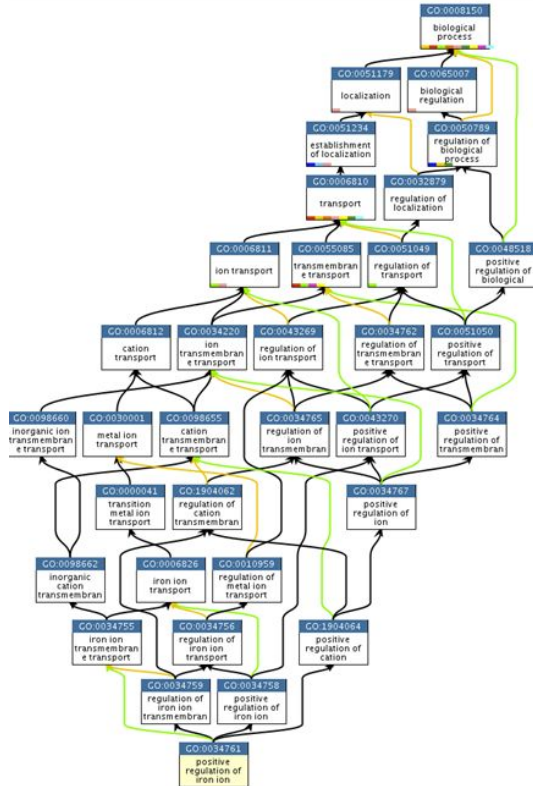 GO:0008150
biological
process
GO:0051179
localization
GO:0065007
biological
regulation
GO:0051234
establishment
of localization
GO:0050789
regulation of
biological
process
GO:0006810
transport
GO:0032879
regulation
of localization
GO:0006811
ion transport
GO:0055085
transmembran
e transport
GO:0051049
regulation of
transport
GO:0048518
positive
regulation of
biological
GO:0006812
cation
transport
GO:0034220
ion
transmembran
e transport
GO:0043269
regulation of
ion transport
GO:0034762
regulation of
transmembran
e transport
GO:0051050
positive
regulation of
transport
GO:0098660
inorganic ion
transmembran
e transport
GO:0030001
metal ion
transport
GO:0098655
cation
transmembran
e transport
GO:0034765
regulation of
ion
transmembran
GO:0043270
positive
regulation of
ion transport
GO:0034764
positive
regulation of
transmembran
GO:0000041
transition
metal ion
transport
GO:1904062
regulation of
cation
transmembran
GO:0034767
positive
regulation of
ion
GO:0098662
inorganic
cation
transmembran
GO:0006826
iron ion
transport
GO:0010959
regulation of
metal ion
transport
GO:0034755
iron ion
transmembran
e transport
GO:0034756
regulation of
iron ion
transport
GO:1904064
positive
regulation of
cation
GO:0034759
regulation of
iron ion
transmembran
GO:0034758
positive
regulation of
iron ion
GO:0034761
positive
regulation of
iron ion